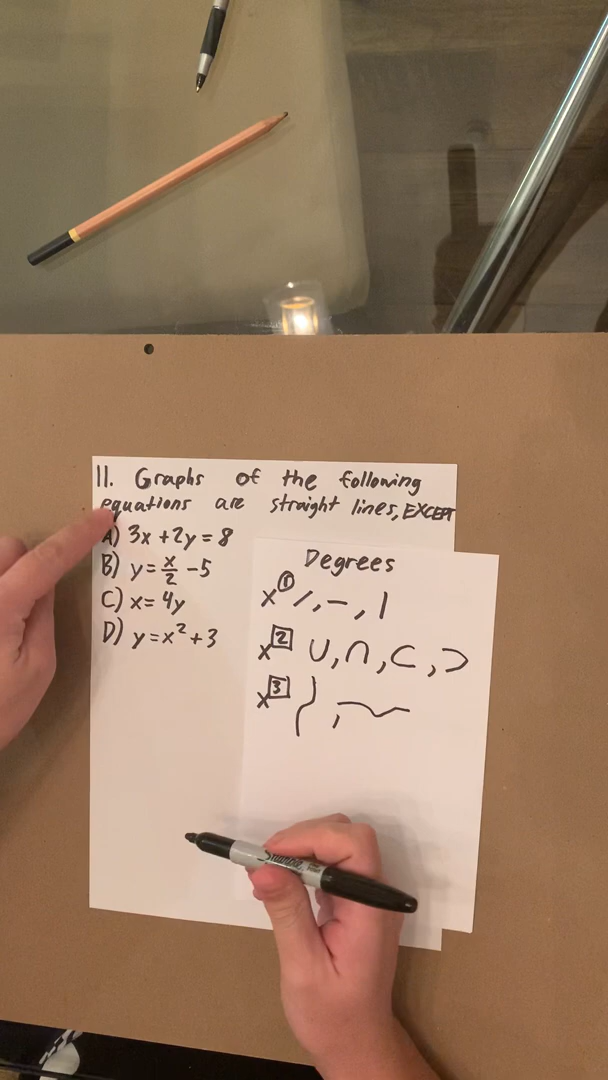 11. Graphs of the following
equations are straight lines, EXCEPT
A) 3x + 2y = 8
B) y = x/2 - 5
C) x = 4y
D) y = x² + 3
Degrees
x¹
x²
x³
Sharpie